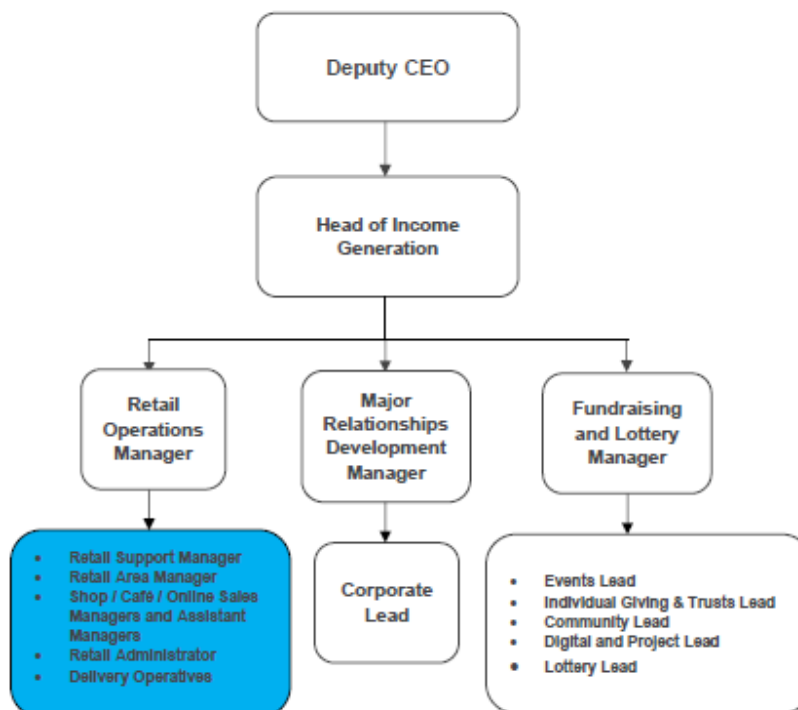 Deputy CEO
Head of Income
Generation
Retail
Operations
Manager
Major
Relationships
Development
Manager
Fundraising
and Lottery
Manager
• Retail Support Manager
• Retail Area Manager
• Shop / Café / Online Sales
Managers and Assistant
Managers
• Retail Administrator
• Delivery Operatives
Corporate
Lead
• Events Lead
• Individual Giving & Trusts Lead
• Community Lead
• Digital and Project Lead
• Lottery Lead